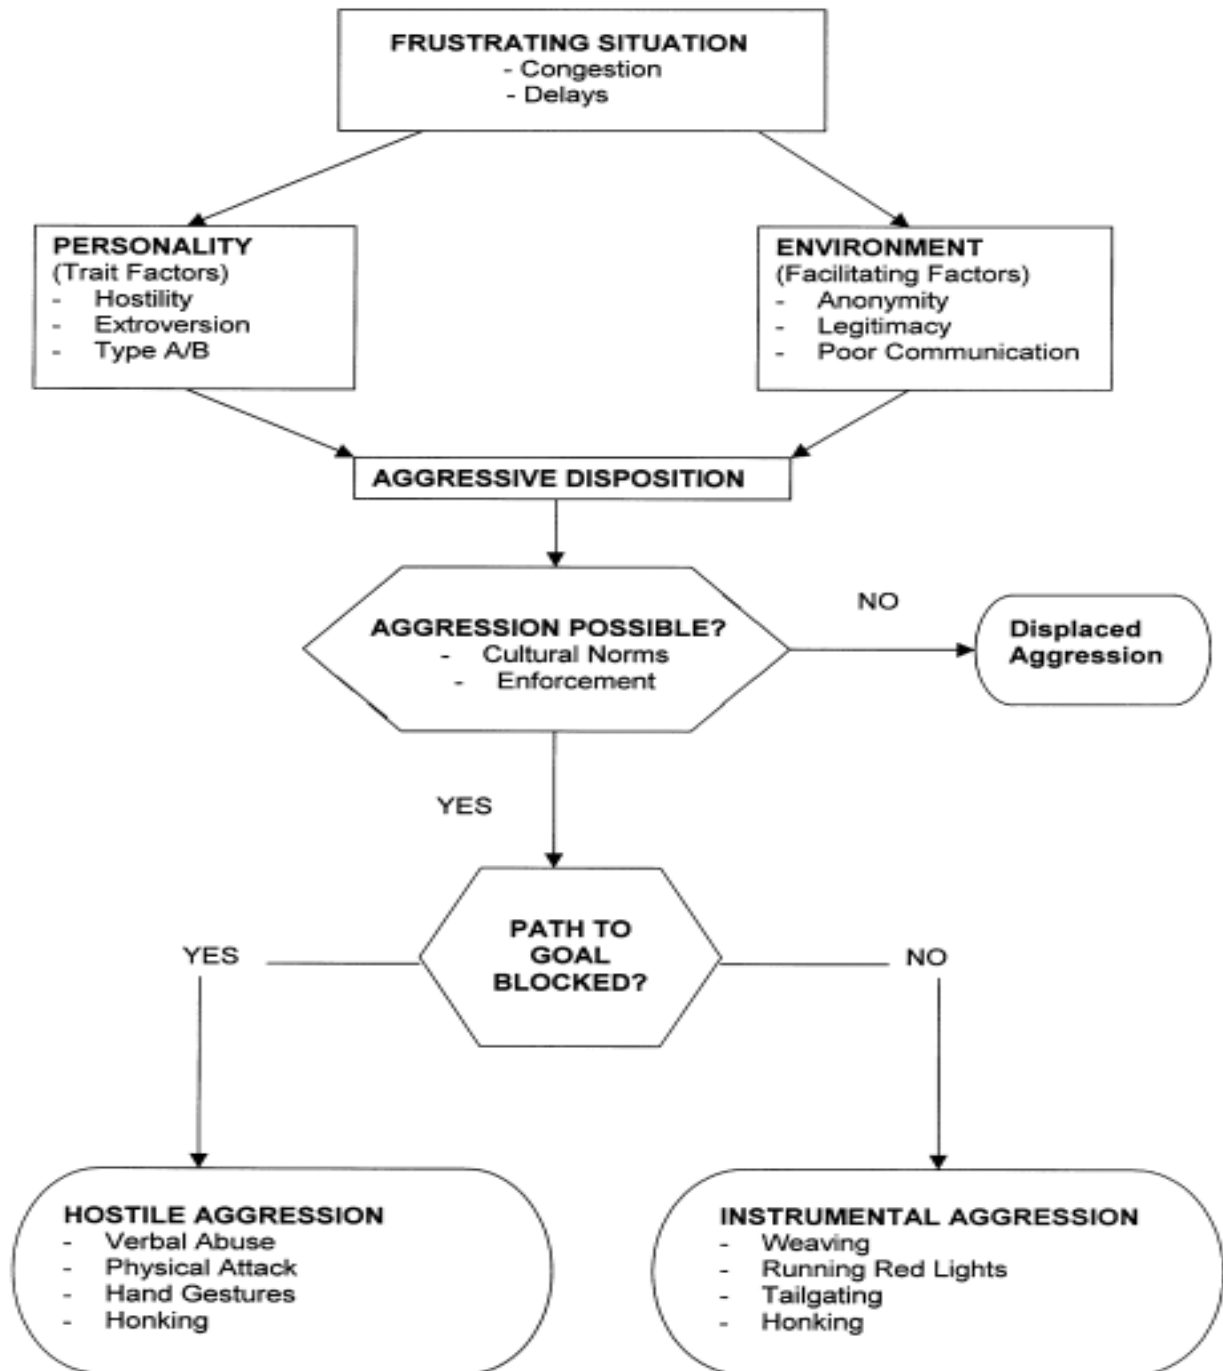 FRUSTRATING SITUATION
- Congestion
- Delays
PERSONALITY
(Trait Factors)
- Hostility
- Extroversion
- Type A/B
ENVIRONMENT
(Facilitating Factors)
- Anonymity
- Legitimacy
- Poor Communication
AGGRESSIVE DISPOSITION
AGGRESSION POSSIBLE?
- Cultural Norms
- Enforcement
NO
Displaced
Aggression
YES
PATH TO
GOAL
BLOCKED?
YES
NO
HOSTILE AGGRESSION
- Verbal Abuse
- Physical Attack
- Hand Gestures
- Honking
INSTRUMENTAL AGGRESSION
- Weaving
- Running Red Lights
- Tailgating
- Honking